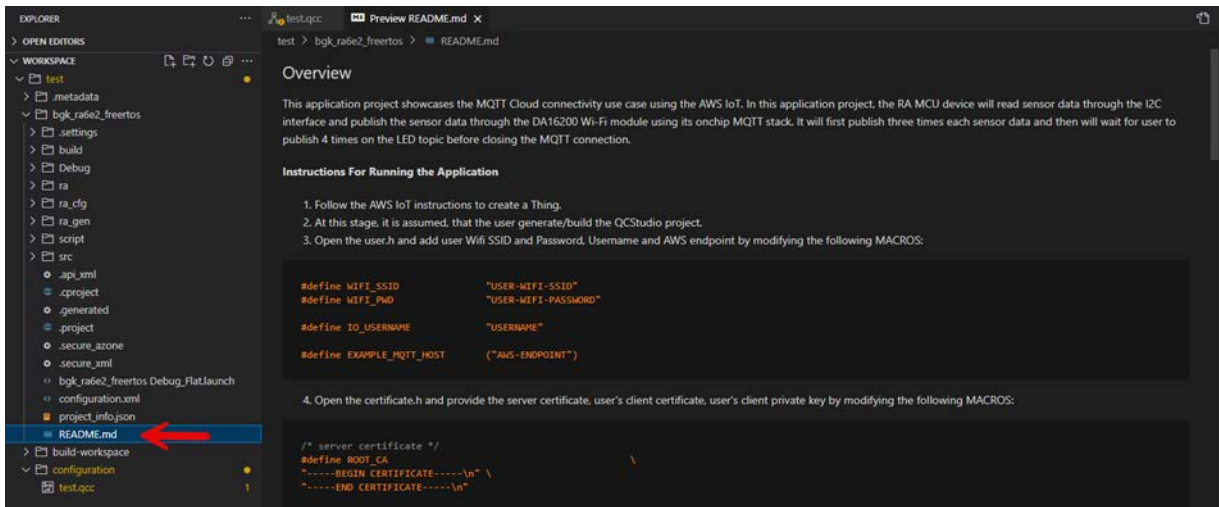 EXPLORER
OPEN EDITORS
WORKSPACE
test
.metadata
bgk_ra6e2_freertos
.settings
build
Debug
ra
ra_cfg
ra_gen
script
src
.api_xml
.cproject
.generated
.project
.secure_azone
.secure_xml
bgk_ra6e2_freertos Debug_Flat.launch
configuration.xml
project_info.json
README.md
build-workspace
configuration
test.qcc 1
test.qcc Preview README.md
test > bgk_ra6e2_freertos > README.md
Overview
This application project showcases the MQTT Cloud connectivity use case using the AWS IoT. In this application project, the RA MCU device will read sensor data through the I2C
interface and publish the sensor data through the DA16200 Wi-Fi module using its onchip MQTT stack. It will first publish three times each sensor data and then will wait for user to
publish 4 times on the LED topic before closing the MQTT connection.
Instructions For Running the Application
1. Follow the AWS IoT instructions to create a Thing.
2. At this stage, it is assumed, that the user generate/build the QCStudio project.
3. Open the user.h and add user Wifi SSID and Password, Username and AWS endpoint by modifying the following MACROS:
#define WIFI_SSID "USER-WIFI-SSID"
#define WIFI_PWD "USER-WIFI-PASSWORD"
#define IO_USERNAME "USERNAME"
#define EXAMPLE_MQTT_HOST ("AWS-ENDPOINT")
4. Open the certificate.h and provide the server certificate, user's client certificate, user's client private key by modifying the following MACROS:
/* server certificate */
#define ROOT_CA \
"-----BEGIN CERTIFICATE-----\n" \
"-----END CERTIFICATE-----\n"